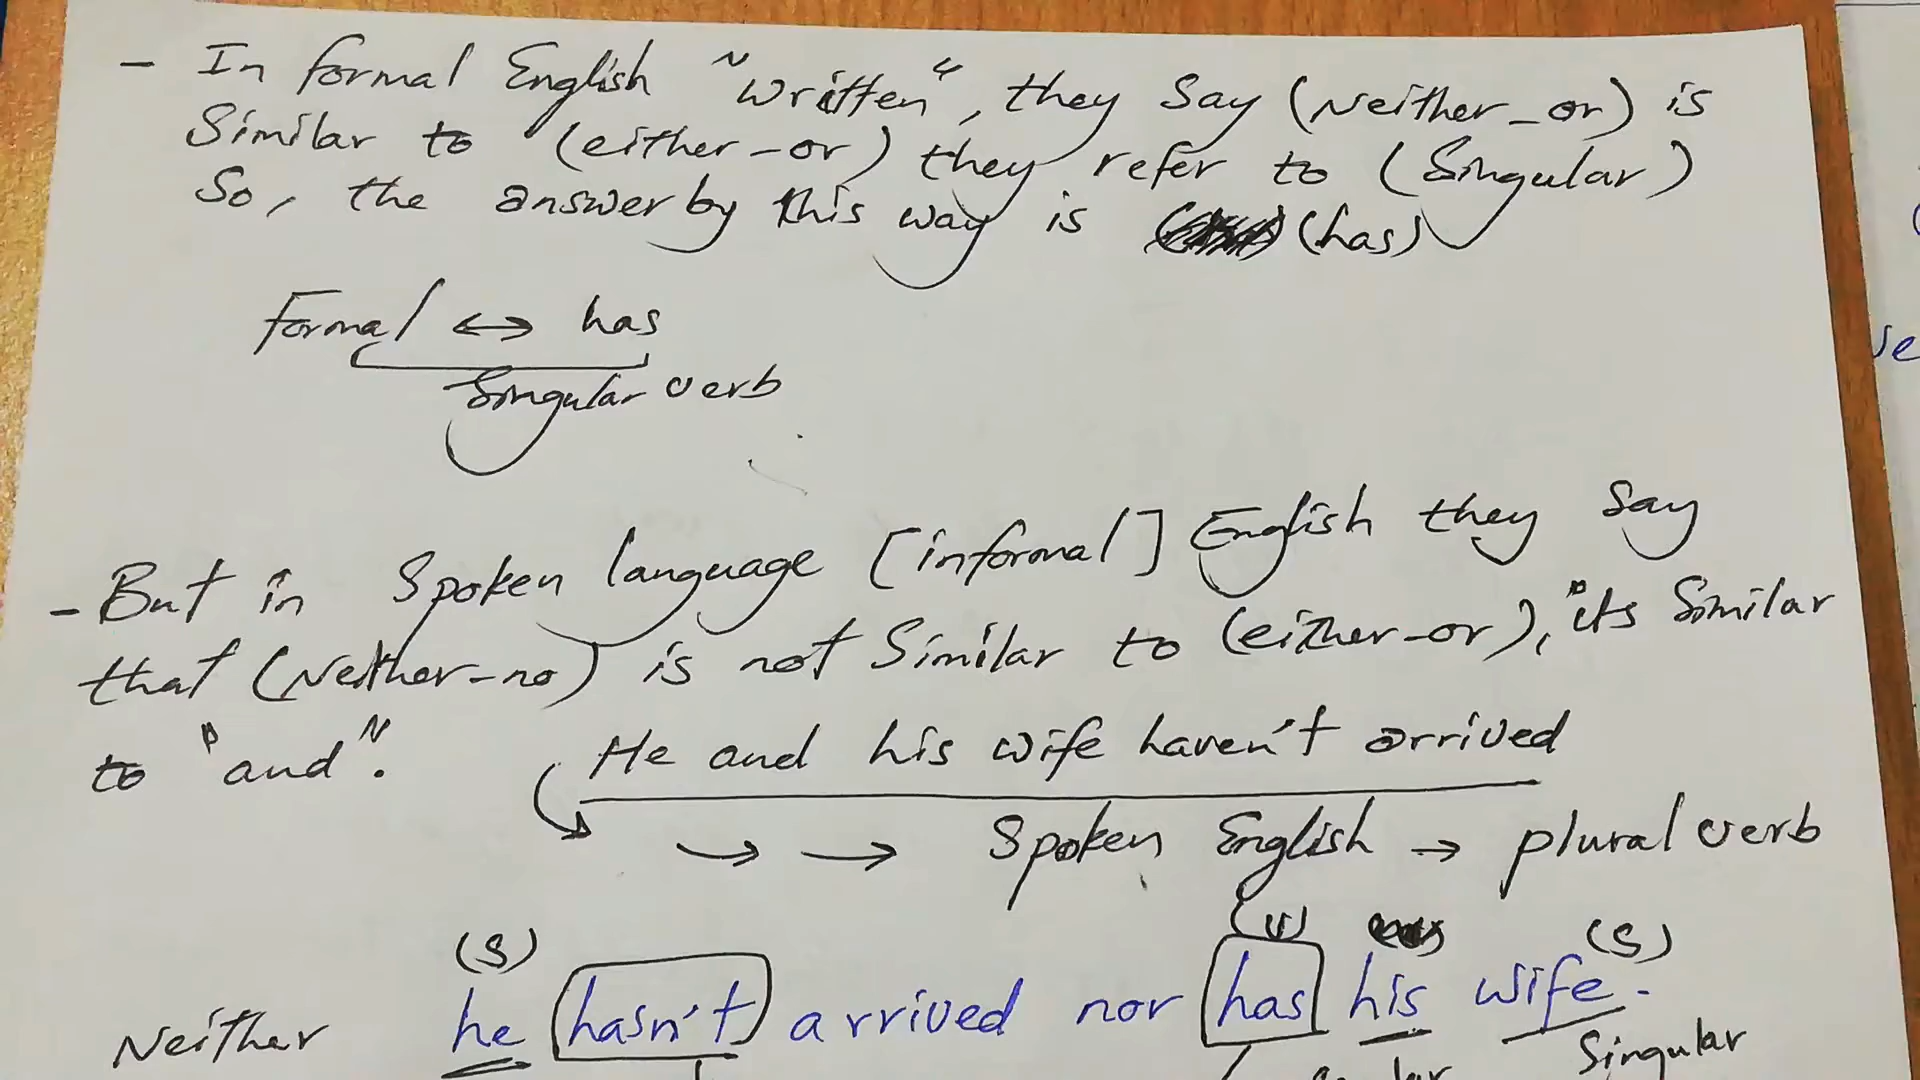 - In formal English "written", they say (Neither-or) is
Similar to (either-or) they refer to (Singular)
So, the answer by this way is (has)
Formal ↔ has
Singular verb
- But in Spoken language [informal] English they say
that (Neither-no) is not Similar to (either-or), "its Similar
to "and".
He and his wife haven't arrived
→ → Spoken English → plural verb
(S) (v) (S)
Neither he hasn't arrived nor has his wife.
Singular